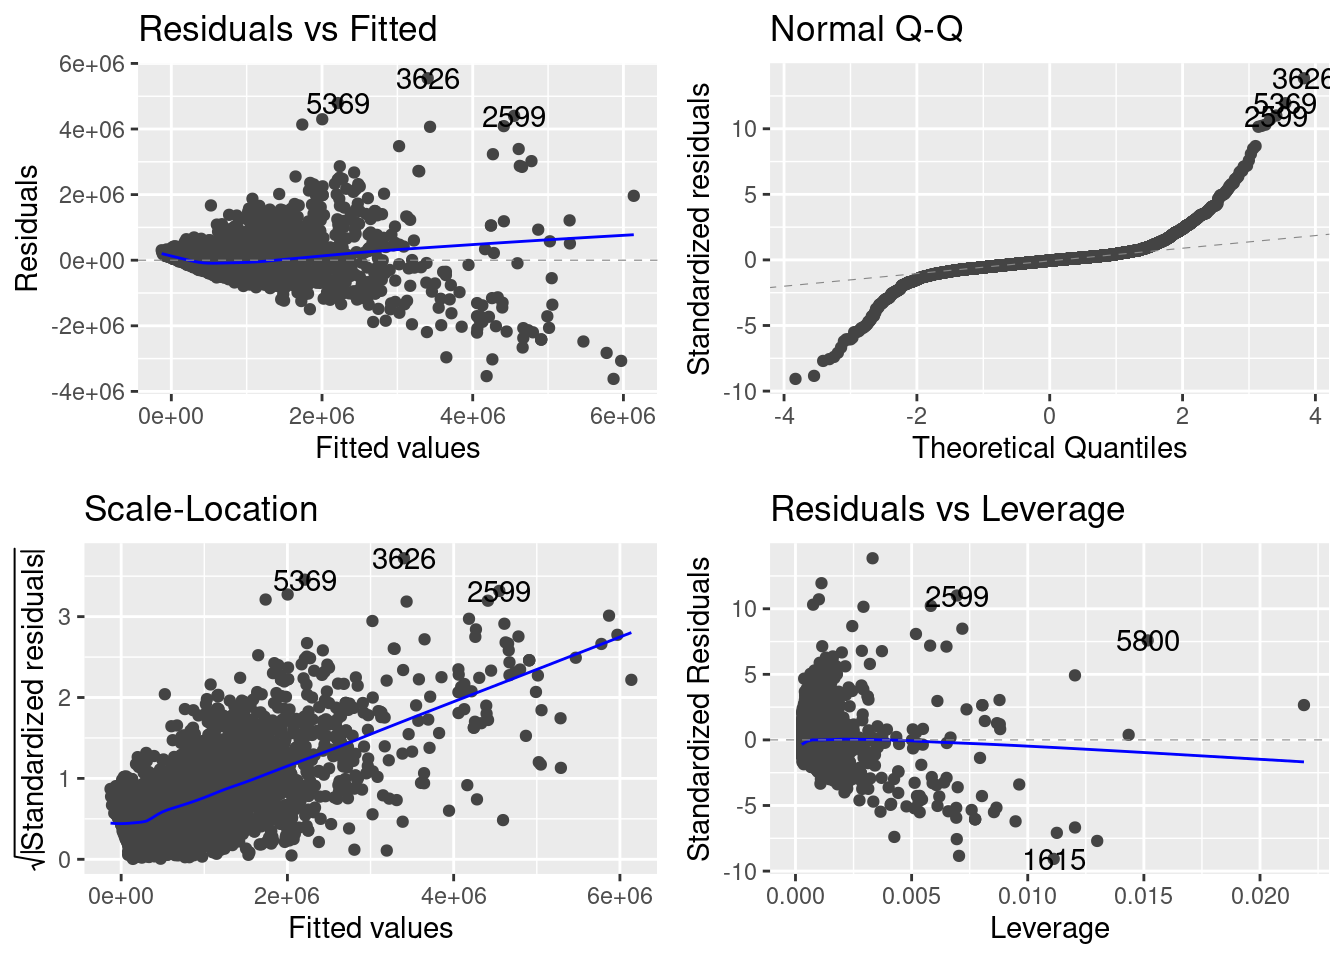 Residuals vs Fitted
Residuals
6e+06
4e+06
2e+06
0e+00
-2e+06
-4e+06
3626
5369
2599
0e+00 2e+06 4e+06 6e+06
Fitted values
Normal Q-Q
Standardized residuals
10
5
0
-5
-10
3626
5369
2599
-4 -2 0 2 4
Theoretical Quantiles
Scale-Location
√|Standardized residuals|
3
2
1
0
3626
5369
2599
0e+00 2e+06 4e+06 6e+06
Fitted values
Residuals vs Leverage
Standardized Residuals
10
5
0
-5
-10
2599
5800
1615
0.000 0.005 0.010 0.015 0.020
Leverage